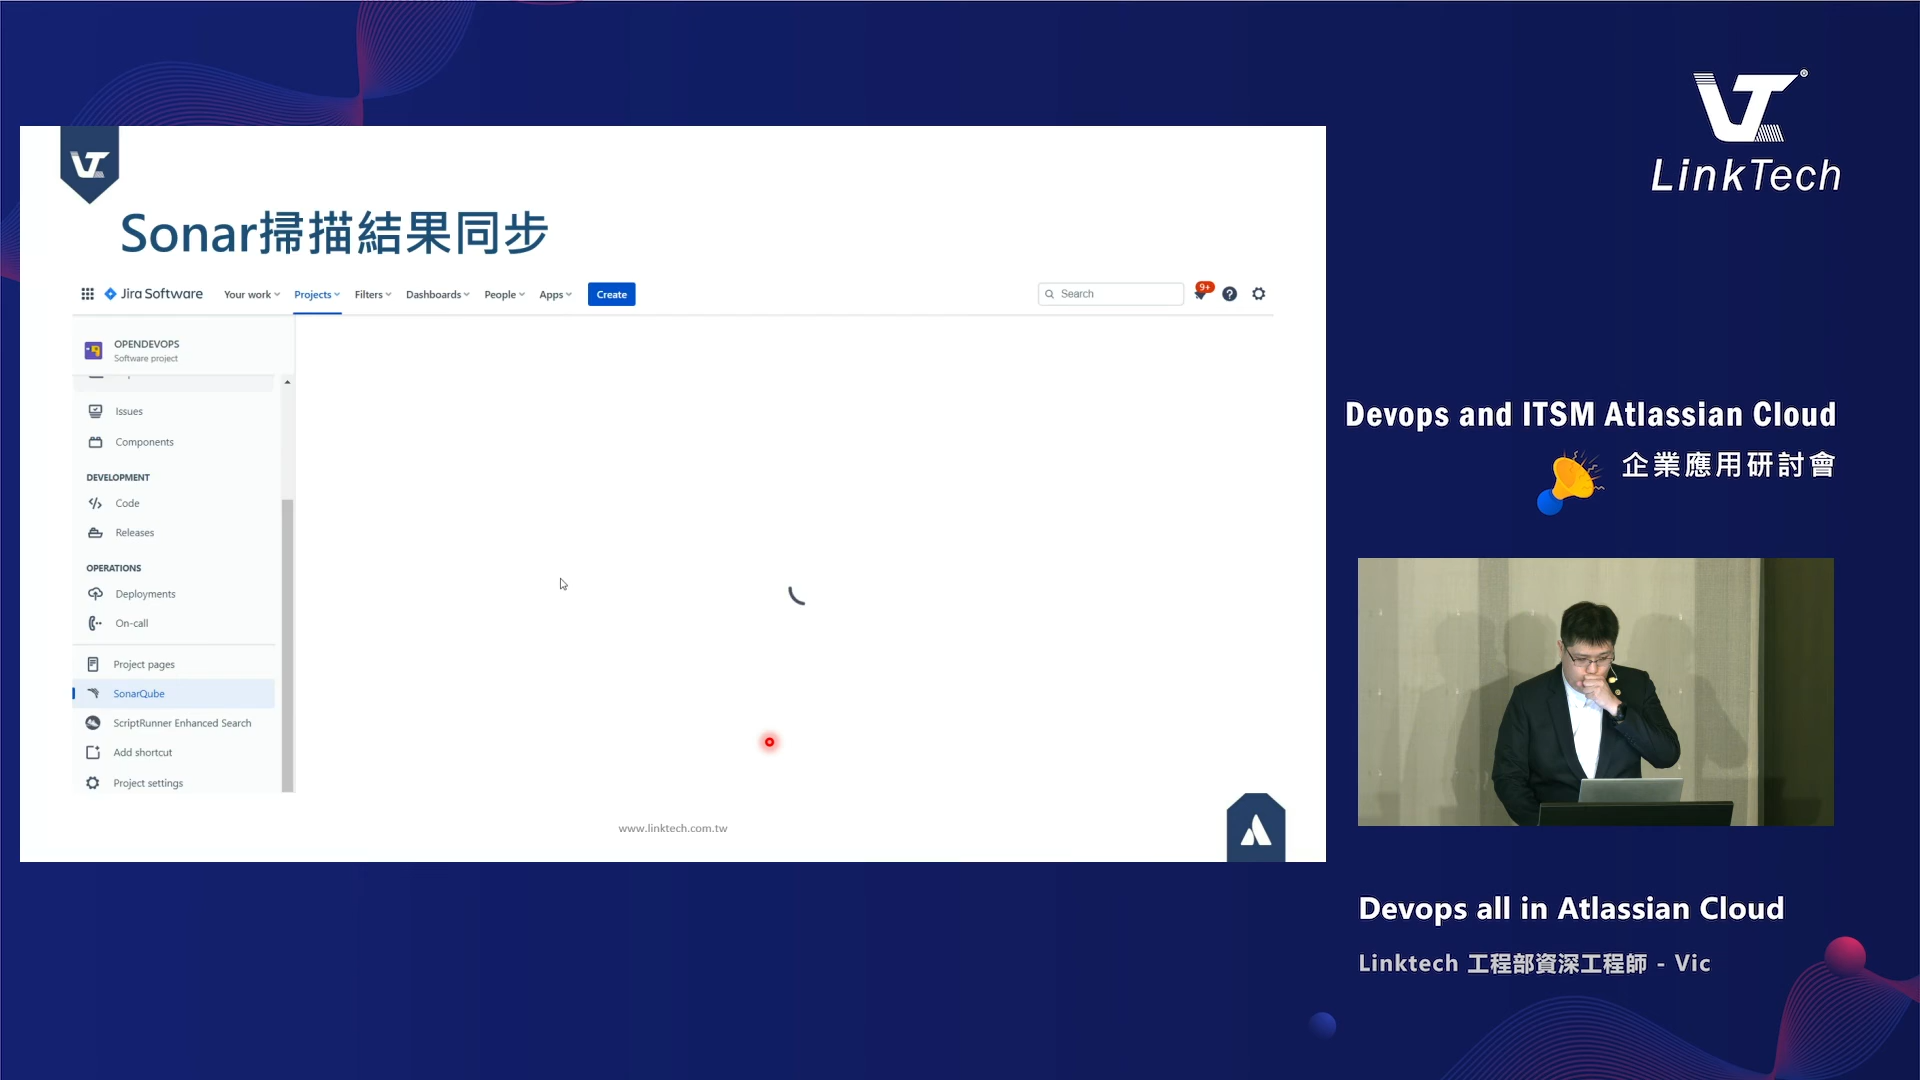 LinkTech
Sonar掃描結果同步
Jira Software
Your work
Projects
Filters
Dashboards
People
Apps
Create
Search
9+
OPENDEVOPS
Software project
Issues
Components
DEVELOPMENT
Code
Releases
OPERATIONS
Deployments
On-call
Project pages
SonarQube
ScriptRunner Enhanced Search
Add shortcut
Project settings
www.linktech.com.tw
Devops and ITSM Atlassian Cloud
企業應用研討會
Devops all in Atlassian Cloud
Linktech 工程部資深工程師 - Vic